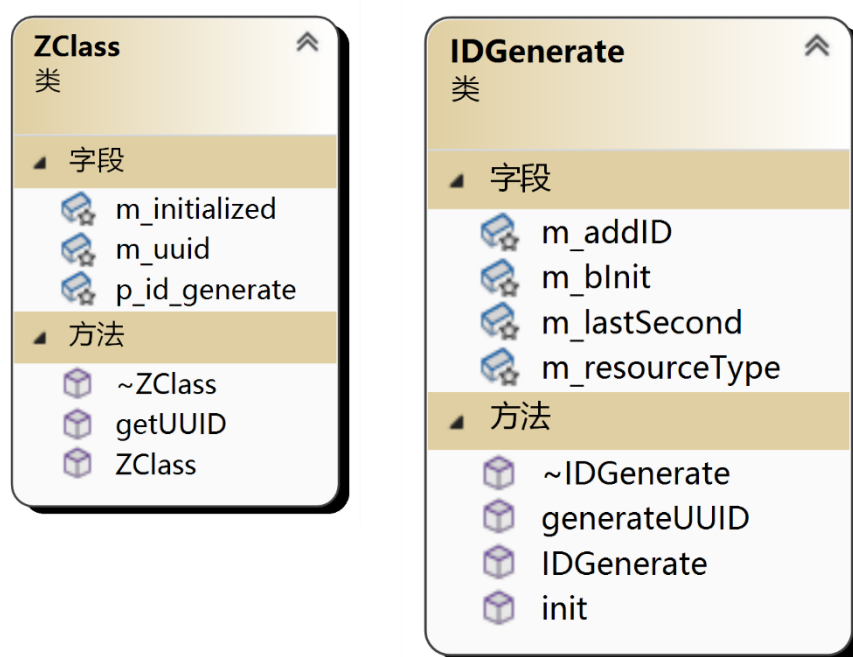 ZClass
类
字段
m_initialized
m_uuid
p_id_generate
方法
~ZClass
getUUID
ZClass
IDGenerate
类
字段
m_addID
m_bInit
m_lastSecond
m_resourceType
方法
~IDGenerate
generateUUID
IDGenerate
init